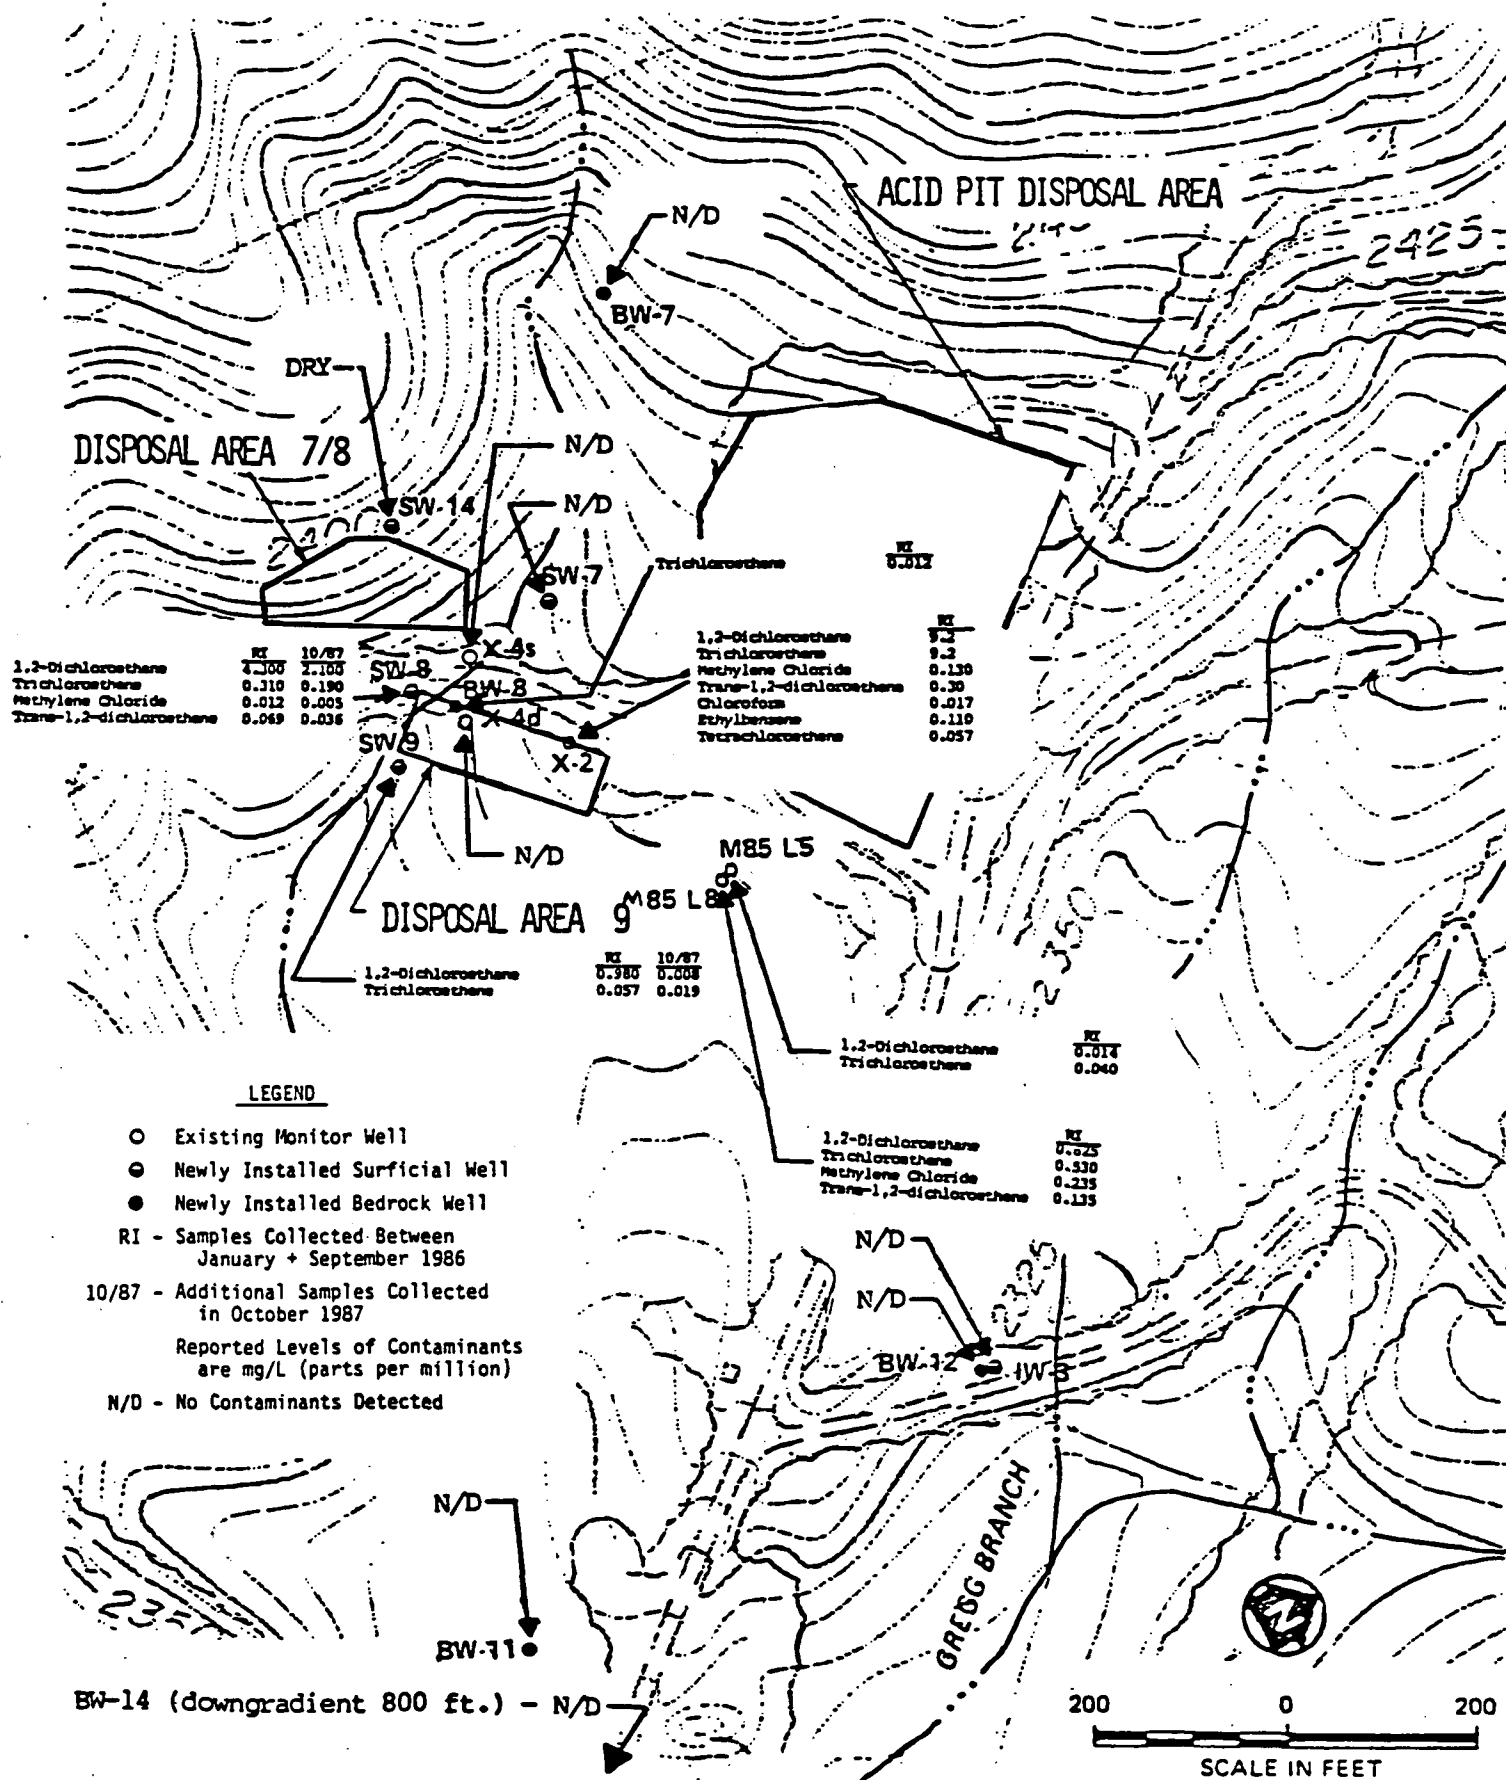 ACID PIT DISPOSAL AREA
2425
N/D
BW-7
DRY
DISPOSAL AREA 7/8
N/D
SW-14
N/D
SW-7
Trichloroethene
RI
0.012
RI
1,2-Dichloroethane 9.2
Trichloroethene 9.2
Methylene Chloride 0.130
Trans-1,2-dichloroethene 0.30
Chloroform 0.017
Ethylbenzene 0.110
Tetrachloroethene 0.057
RI 10/87
1,2-Dichloroethane 4.300 2.100
Trichloroethene 0.310 0.190
Methylene Chloride 0.012 0.005
Trans-1,2-dichloroethene 0.069 0.036
X-4s
SW-8
BW-8
X-4d
SW-9
X-2
N/D
M85 L5
M85 L8
DISPOSAL AREA 9
2350
RI 10/87
1,2-Dichloroethane 0.980 0.008
Trichloroethene 0.057 0.019
RI
1,2-Dichloroethane 0.014
Trichloroethene 0.040
RI
1,2-Dichloroethane 0.025
Trichloroethene 0.530
Methylene Chloride 0.235
Trans-1,2-dichloroethene 0.135
LEGEND
Existing Monitor Well
Newly Installed Surficial Well
Newly Installed Bedrock Well
RI - Samples Collected Between
January + September 1986
10/87 - Additional Samples Collected
in October 1987
Reported Levels of Contaminants
are mg/L (parts per million)
N/D - No Contaminants Detected
N/D
N/D
2325
BW-12
IW-3
N/D
BW-11
GREGG BRANCH
N
BW-14 (downgradient 800 ft.) - N/D
200 0 200
SCALE IN FEET